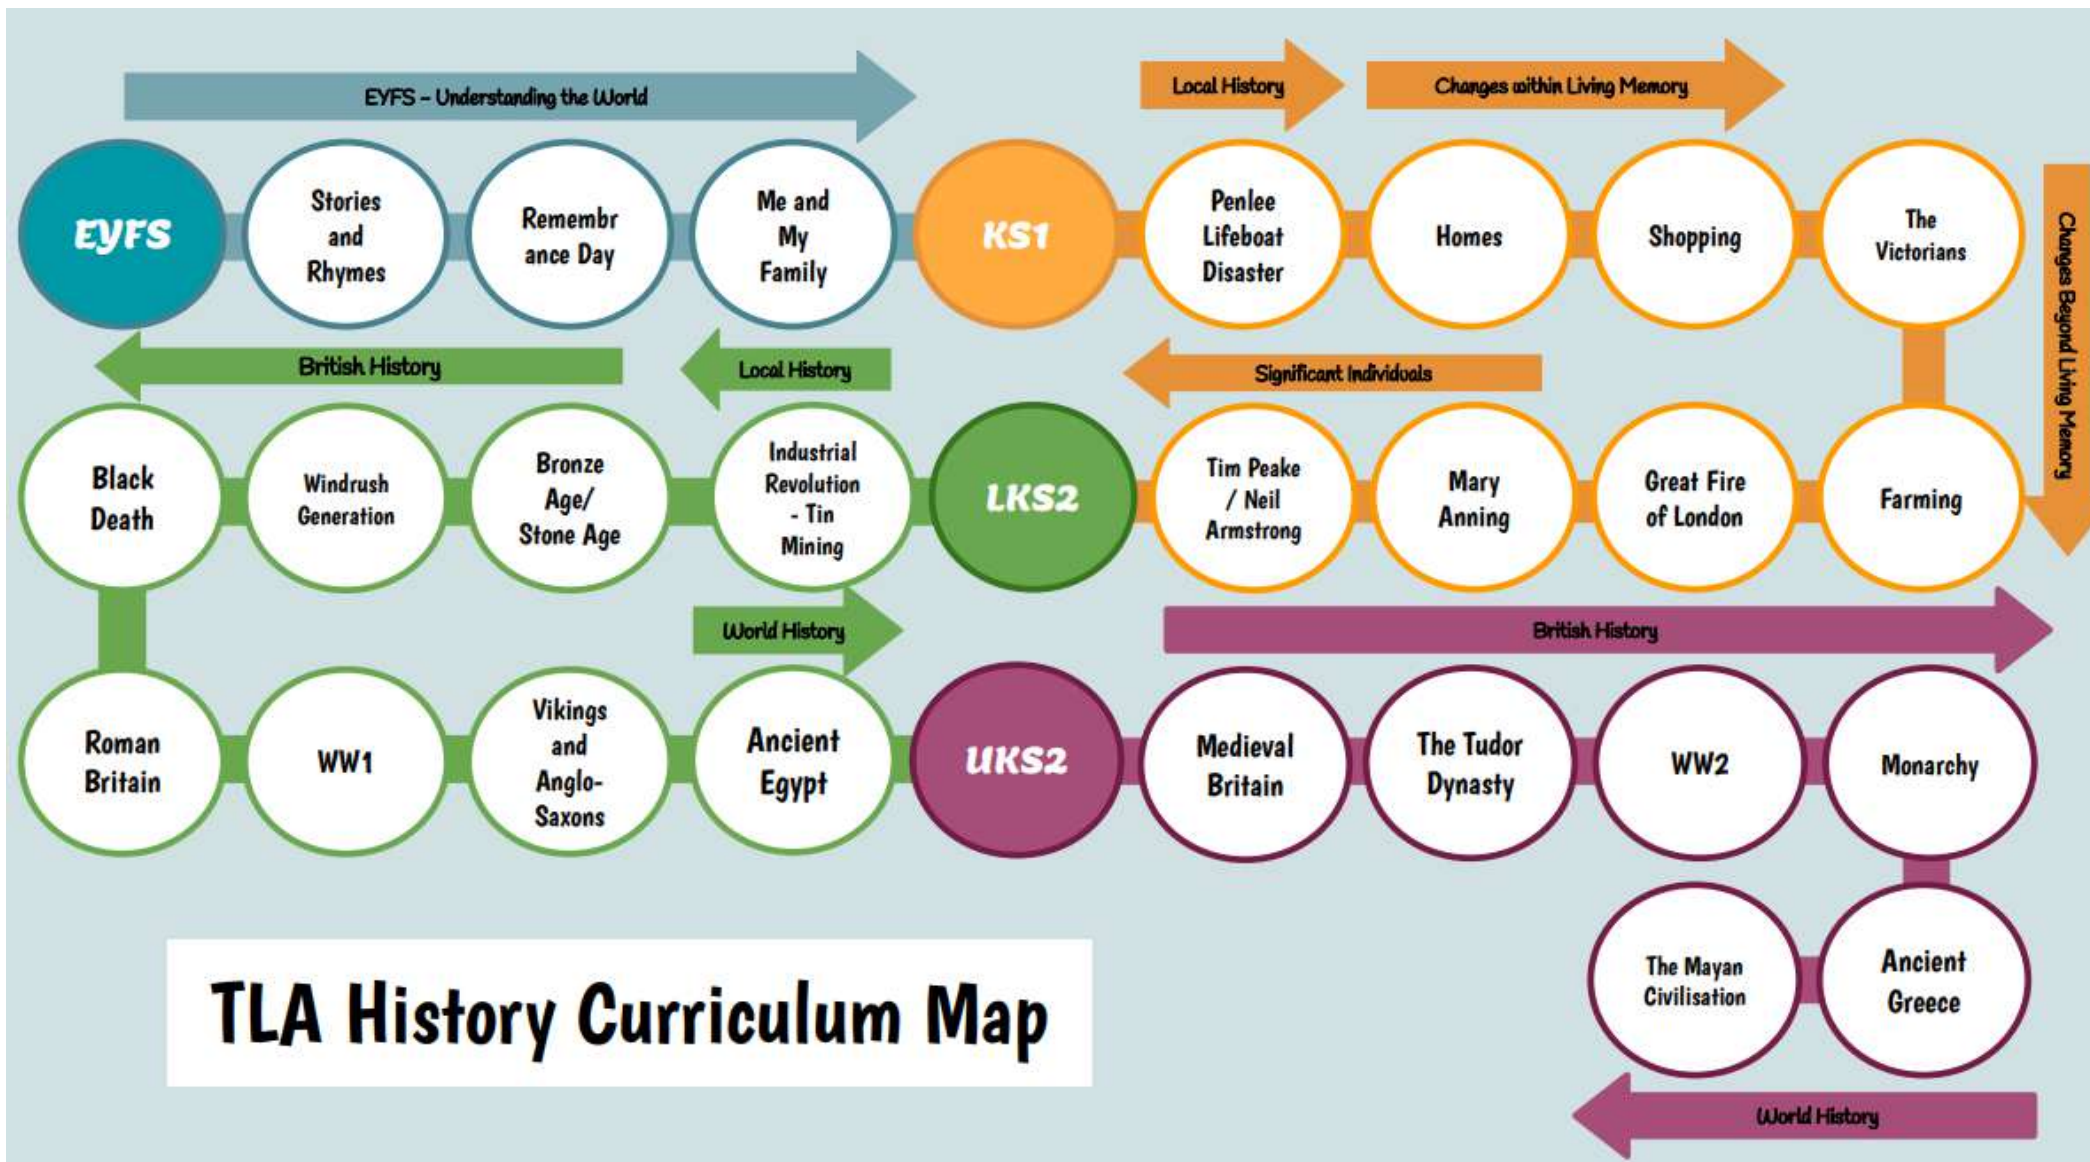 EYFS - Understanding the World
Local History
Changes within Living Memory
EYFS
Stories
and
Rhymes
Remembr
ance Day
Me and
My
Family
KS1
Penlee
Lifeboat
Disaster
Homes
Shopping
The
Victorians
Changes Beyond Living Memory
British History
Local History
Significant Individuals
Black
Death
Windrush
Generation
Bronze
Age/
Stone Age
Industrial
Revolution
- Tin
Mining
LKS2
Tim Peake
/ Neil
Armstrong
Mary
Anning
Great Fire
of London
Farming
World History
British History
Roman
Britain
WW1
Vikings
and
Anglo-
Saxons
Ancient
Egypt
UKS2
Medieval
Britain
The Tudor
Dynasty
WW2
Monarchy
The Mayan
Civilisation
Ancient
Greece
TLA History Curriculum Map
World History